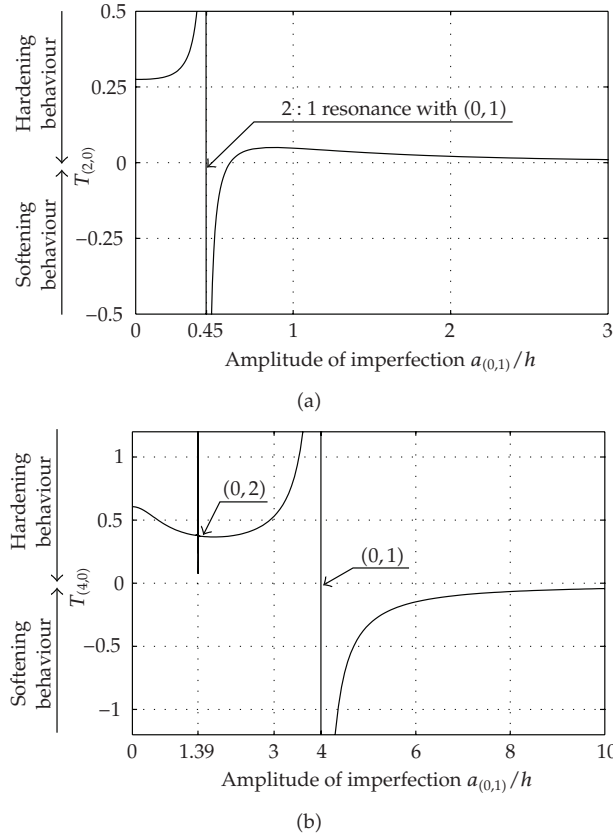 0.5
0.25
0
−0.25
−0.5
Hardening
behaviour
Softening
behaviour
T(2,0)
2 : 1 resonance with (0, 1)
0 0.45 1 2 3
Amplitude of imperfection a(0,1)/h
(a)
1
0.5
0
−0.5
−1
Hardening
behaviour
Softening
behaviour
T(4,0)
(0, 2)
(0, 1)
0 1.39 3 4 6 8 10
Amplitude of imperfection a(0,1)/h
(b)